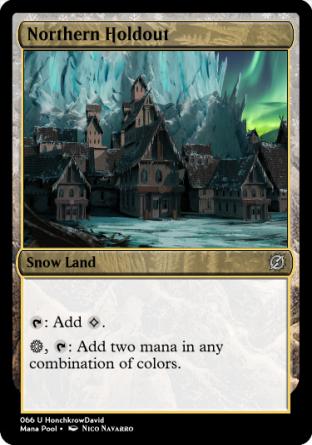 Northern Holdout
Snow Land
: Add .
, : Add two mana in any
combination of colors.
066 U HonchkrowDavid
Mana Pool • Nico Navarro